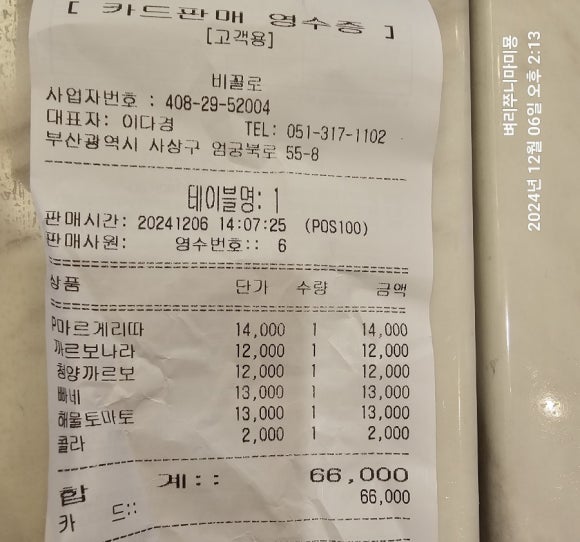 [ 카드판매 영수증 ]
[고객용]
비꼴로
사업자번호 : 408-29-52004
대표자: 이다경 TEL: 051-317-1102
부산광역시 사상구 엄궁북로 55-8
테이블명: 1
판매시간: 20241206 14:07:25 (POS100)
판매사원: 영수번호:: 6
상품 단가 수량 금액
P마르게리따 14,000 1 14,000
까르보나라 12,000 1 12,000
청양까르보 12,000 1 12,000
빠네 13,000 1 13,000
해물토마토 13,000 1 13,000
콜라 2,000 1 2,000
합 계:: 66,000
카 드:: 66,000
버리쭈니마미몽
2024년 12월 06일 오후 2:13